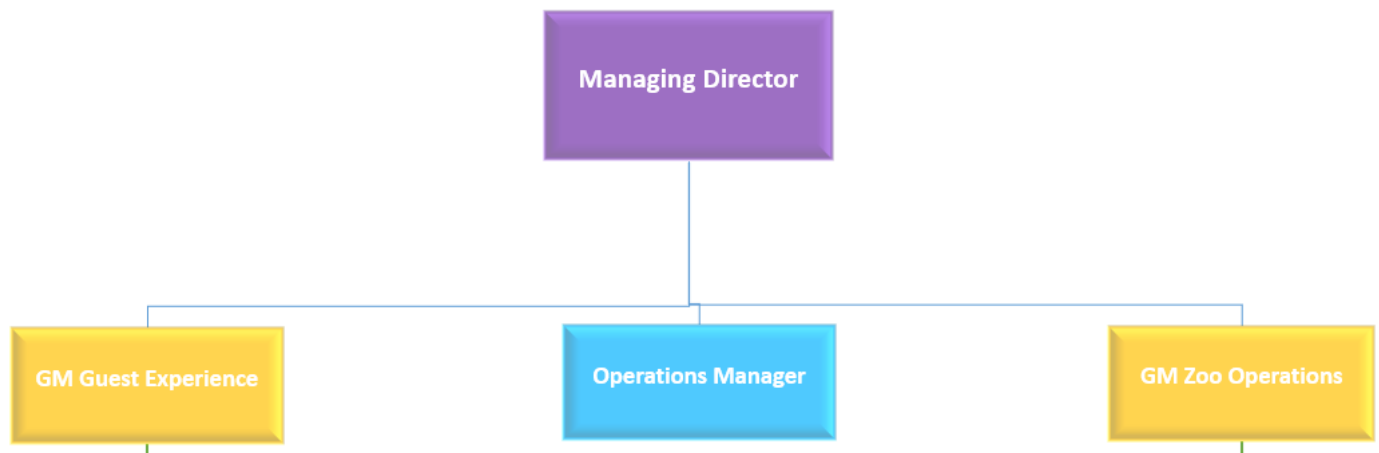 Managing Director
GM Guest Experience
Operations Manager
GM Zoo Operations